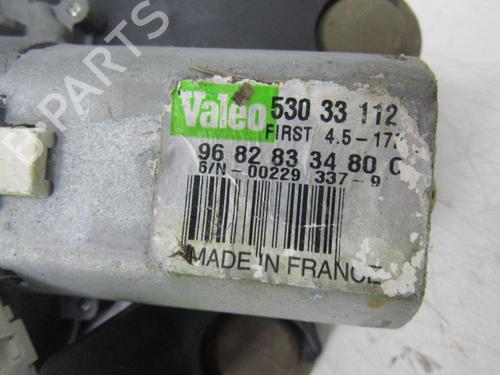 Valeo 530 33 112
FIRST 4.5-17
96 82 83 34 80 C
6/N-00229 337-9
MADE IN FRANCE